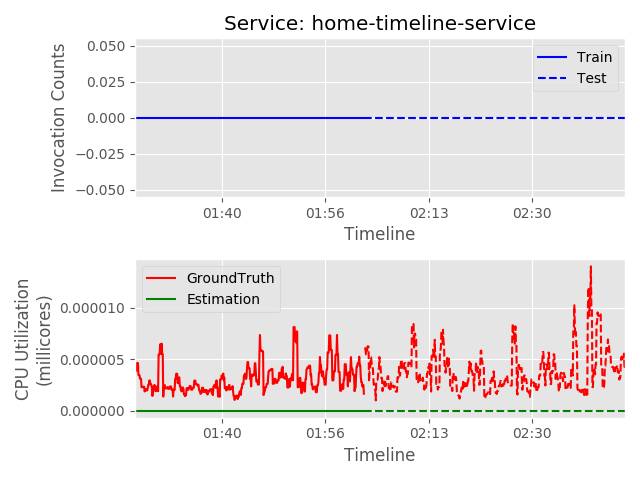 Service: home-timeline-service
Invocation Counts
0.050
0.025
0.000
−0.025
−0.050
Train
Test
01:40
01:56
02:13
02:30
Timeline
CPU Utilization
(millicores)
0.000010
0.000005
0.000000
GroundTruth
Estimation
01:40
01:56
02:13
02:30
Timeline